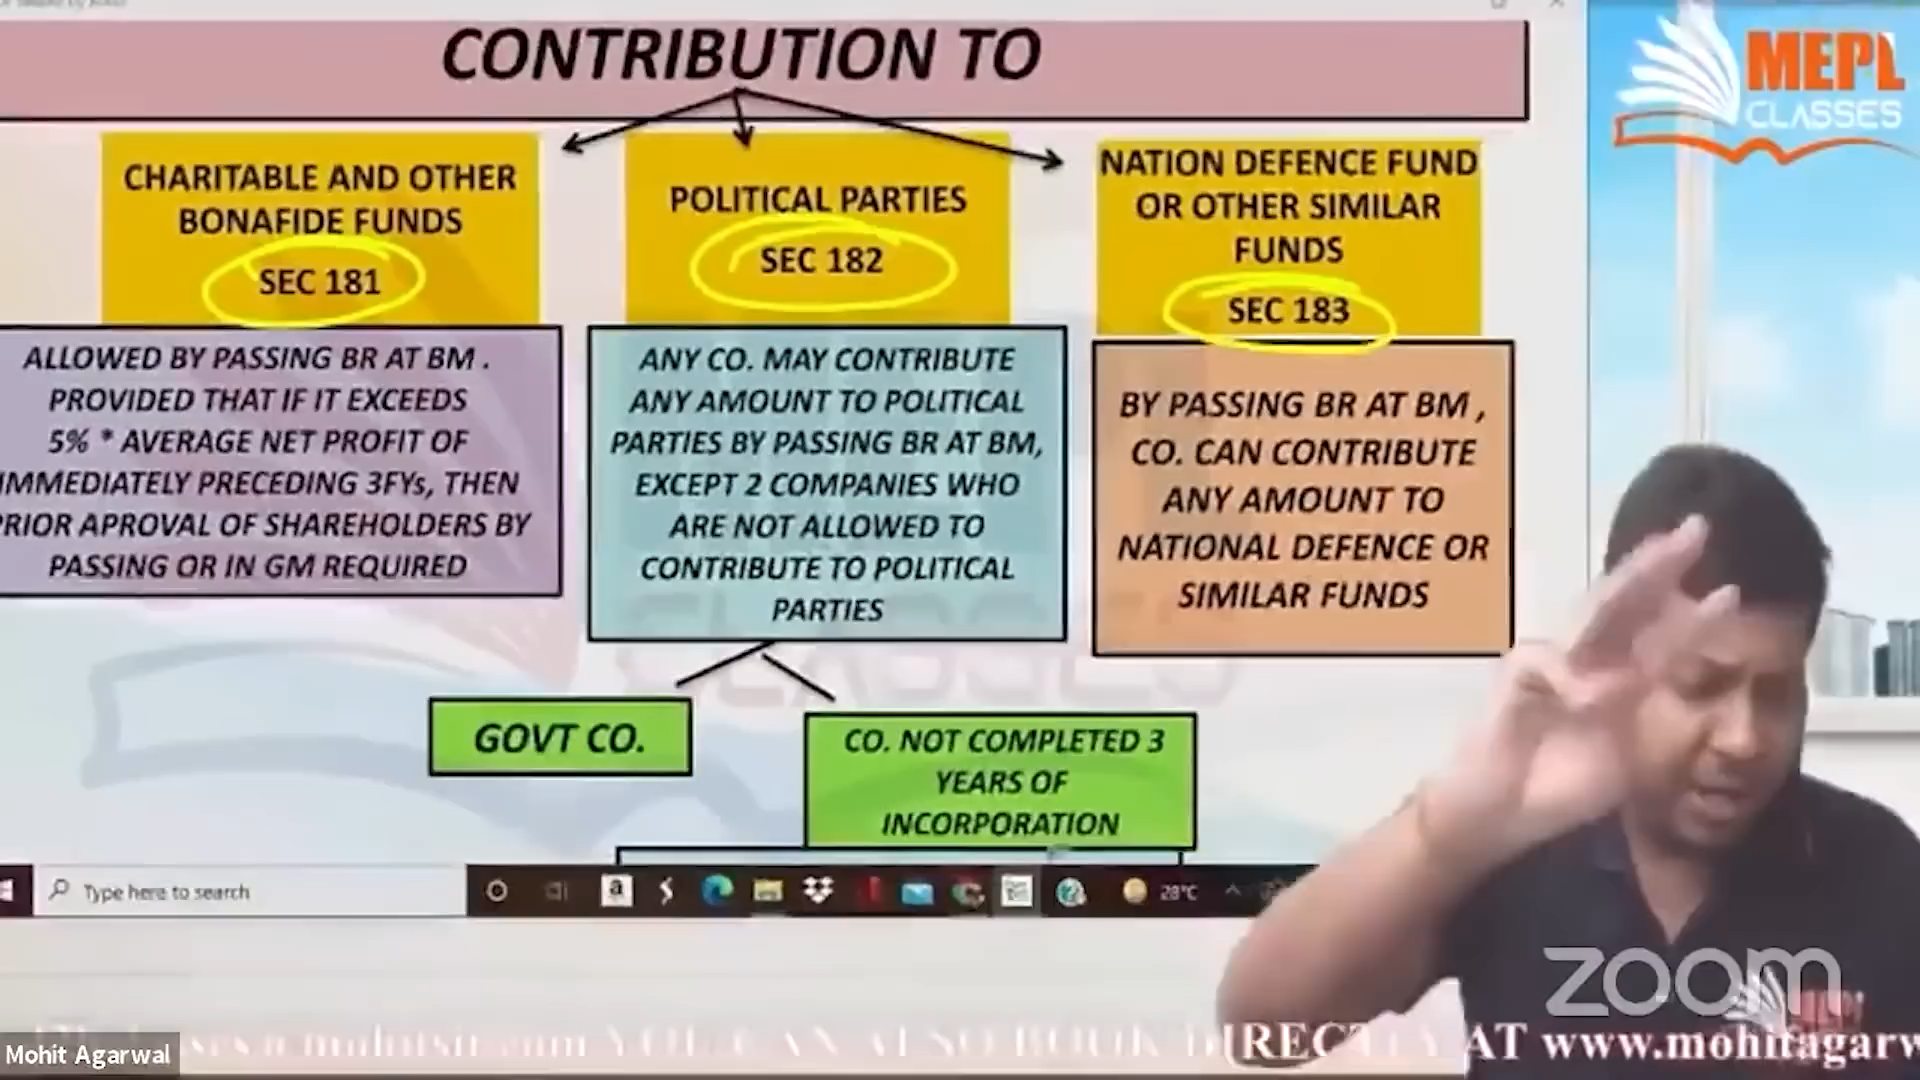 CONTRIBUTION TO
MEPL
CLASSES
CHARITABLE AND OTHER
BONAFIDE FUNDS
SEC 181
POLITICAL PARTIES
SEC 182
NATION DEFENCE FUND
OR OTHER SIMILAR
FUNDS
SEC 183
ALLOWED BY PASSING BR AT BM .
PROVIDED THAT IF IT EXCEEDS
5% * AVERAGE NET PROFIT OF
IMMEDIATELY PRECEDING 3FYs, THEN
PRIOR APROVAL OF SHAREHOLDERS BY
PASSING OR IN GM REQUIRED
ANY CO. MAY CONTRIBUTE
ANY AMOUNT TO POLITICAL
PARTIES BY PASSING BR AT BM,
EXCEPT 2 COMPANIES WHO
ARE NOT ALLOWED TO
CONTRIBUTE TO POLITICAL
PARTIES
BY PASSING BR AT BM ,
CO. CAN CONTRIBUTE
ANY AMOUNT TO
NATIONAL DEFENCE OR
SIMILAR FUNDS
GOVT CO.
CO. NOT COMPLETED 3
YEARS OF
INCORPORATION
Type here to search
28°C
zoom
Mohit Agarwal
YOU CAN ALSO BOOK DIRECTLY AT www.mohitagarw